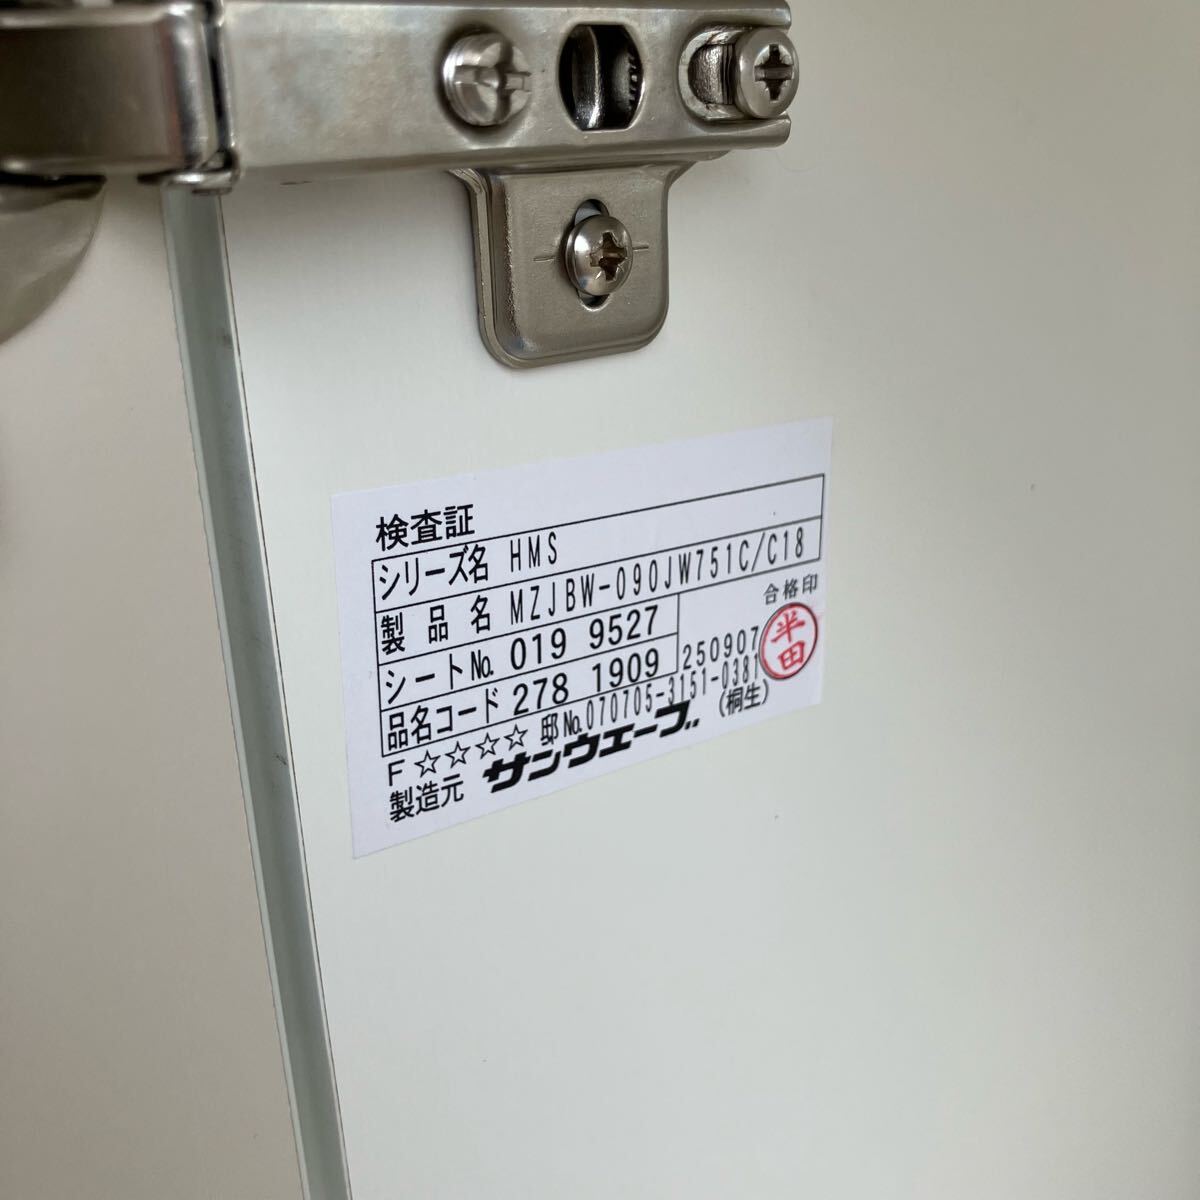 検査証
シリーズ名 HMS
製品名 MZJBW-090JW751C/C18
シートNo. 019 9527
品名コード 278 1909
合格印
250907
半田
F☆☆☆☆ 邸No.070705-3151-0381
製造元 サンウエーブ. (桐生)